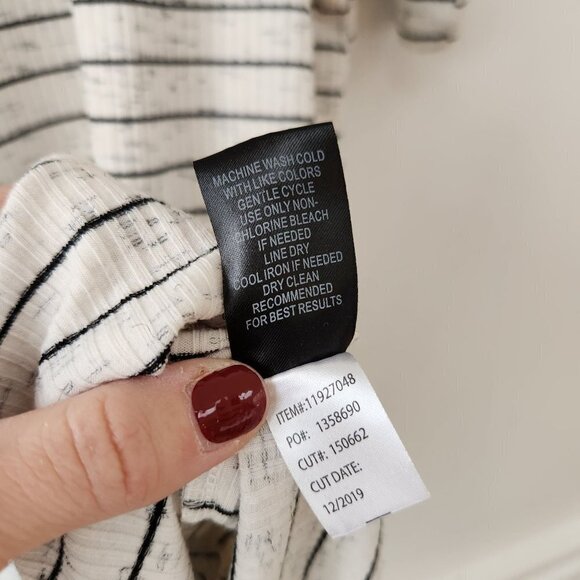 MACHINE WASH COLD
WITH LIKE COLORS
GENTLE CYCLE
USE ONLY NON-
CHLORINE BLEACH
IF NEEDED
LINE DRY
COOL IRON IF NEEDED
DRY CLEAN
RECOMMENDED
FOR BEST RESULTS
ITEM#: 11927048
PO#: 1358690
CUT#: 150662
CUT DATE:
12/2019